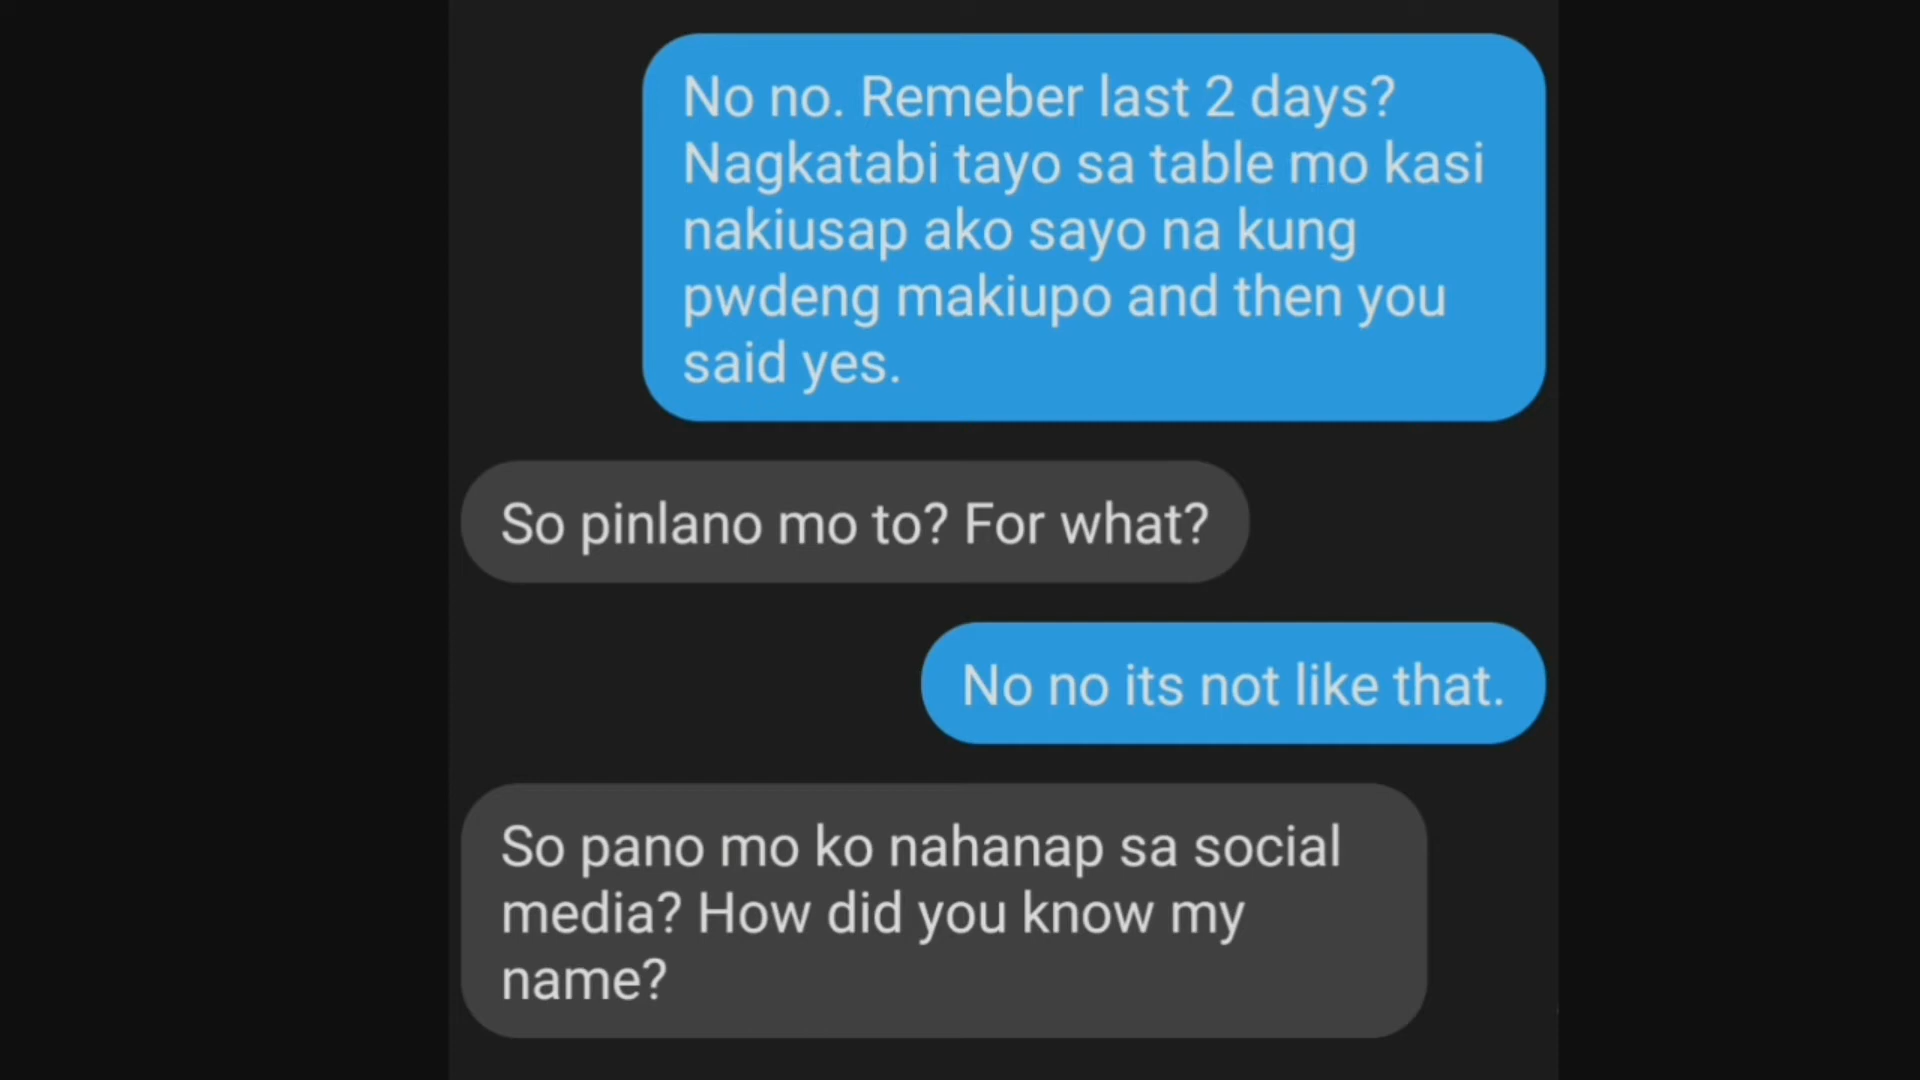 No no. Remeber last 2 days?
Nagkatabi tayo sa table mo kasi
nakiusap ako sayo na kung
pwdeng makiupo and then you
said yes.
So pinlano mo to? For what?
No no its not like that.
So pano mo ko nahanap sa social
media? How did you know my
name?